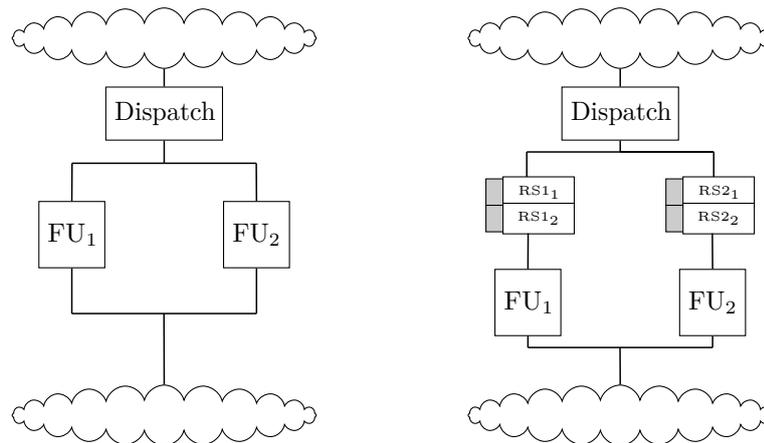 Dispatch
FU₁ FU₂
Dispatch
RS1₁ RS2₁
RS1₂ RS2₂
FU₁ FU₂